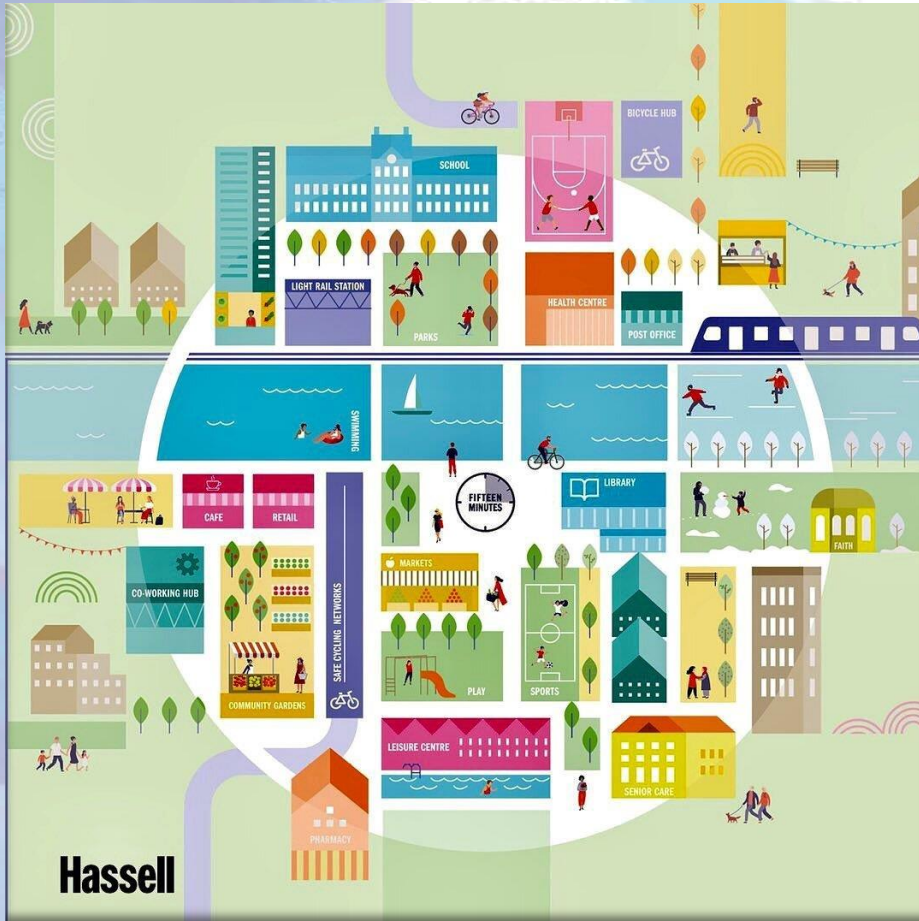 BICYCLE HUB
SCHOOL
LIGHT RAIL STATION
PARKS
HEALTH CENTRE
POST OFFICE
SWIMMING
CAFE
RETAIL
FIFTEEN
MINUTES
LIBRARY
FAITH
CO-WORKING HUB
MARKETS
SAFE CYCLING NETWORKS
COMMUNITY GARDENS
PLAY
SPORTS
LEISURE CENTRE
SENIOR CARE
PHARMACY
Hassell